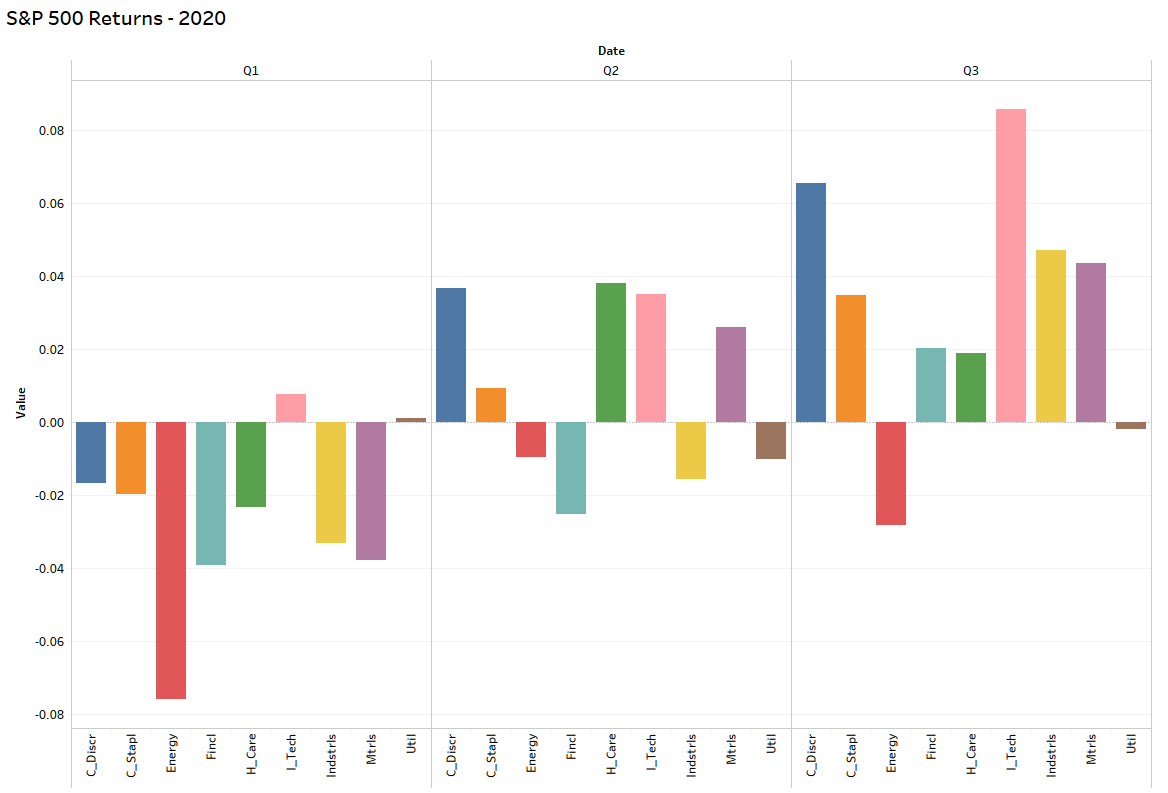 S&P 500 Returns - 2020
Date
Q1 Q2 Q3
Value
0.08
0.06
0.04
0.02
0.00
-0.02
-0.04
-0.06
-0.08
C_Discr C_Stapl Energy Fincl H_Care I_Tech Indstrls Mtrls Util C_Discr C_Stapl Energy Fincl H_Care I_Tech Indstrls Mtrls Util C_Discr C_Stapl Energy Fincl H_Care I_Tech Indstrls Mtrls Util